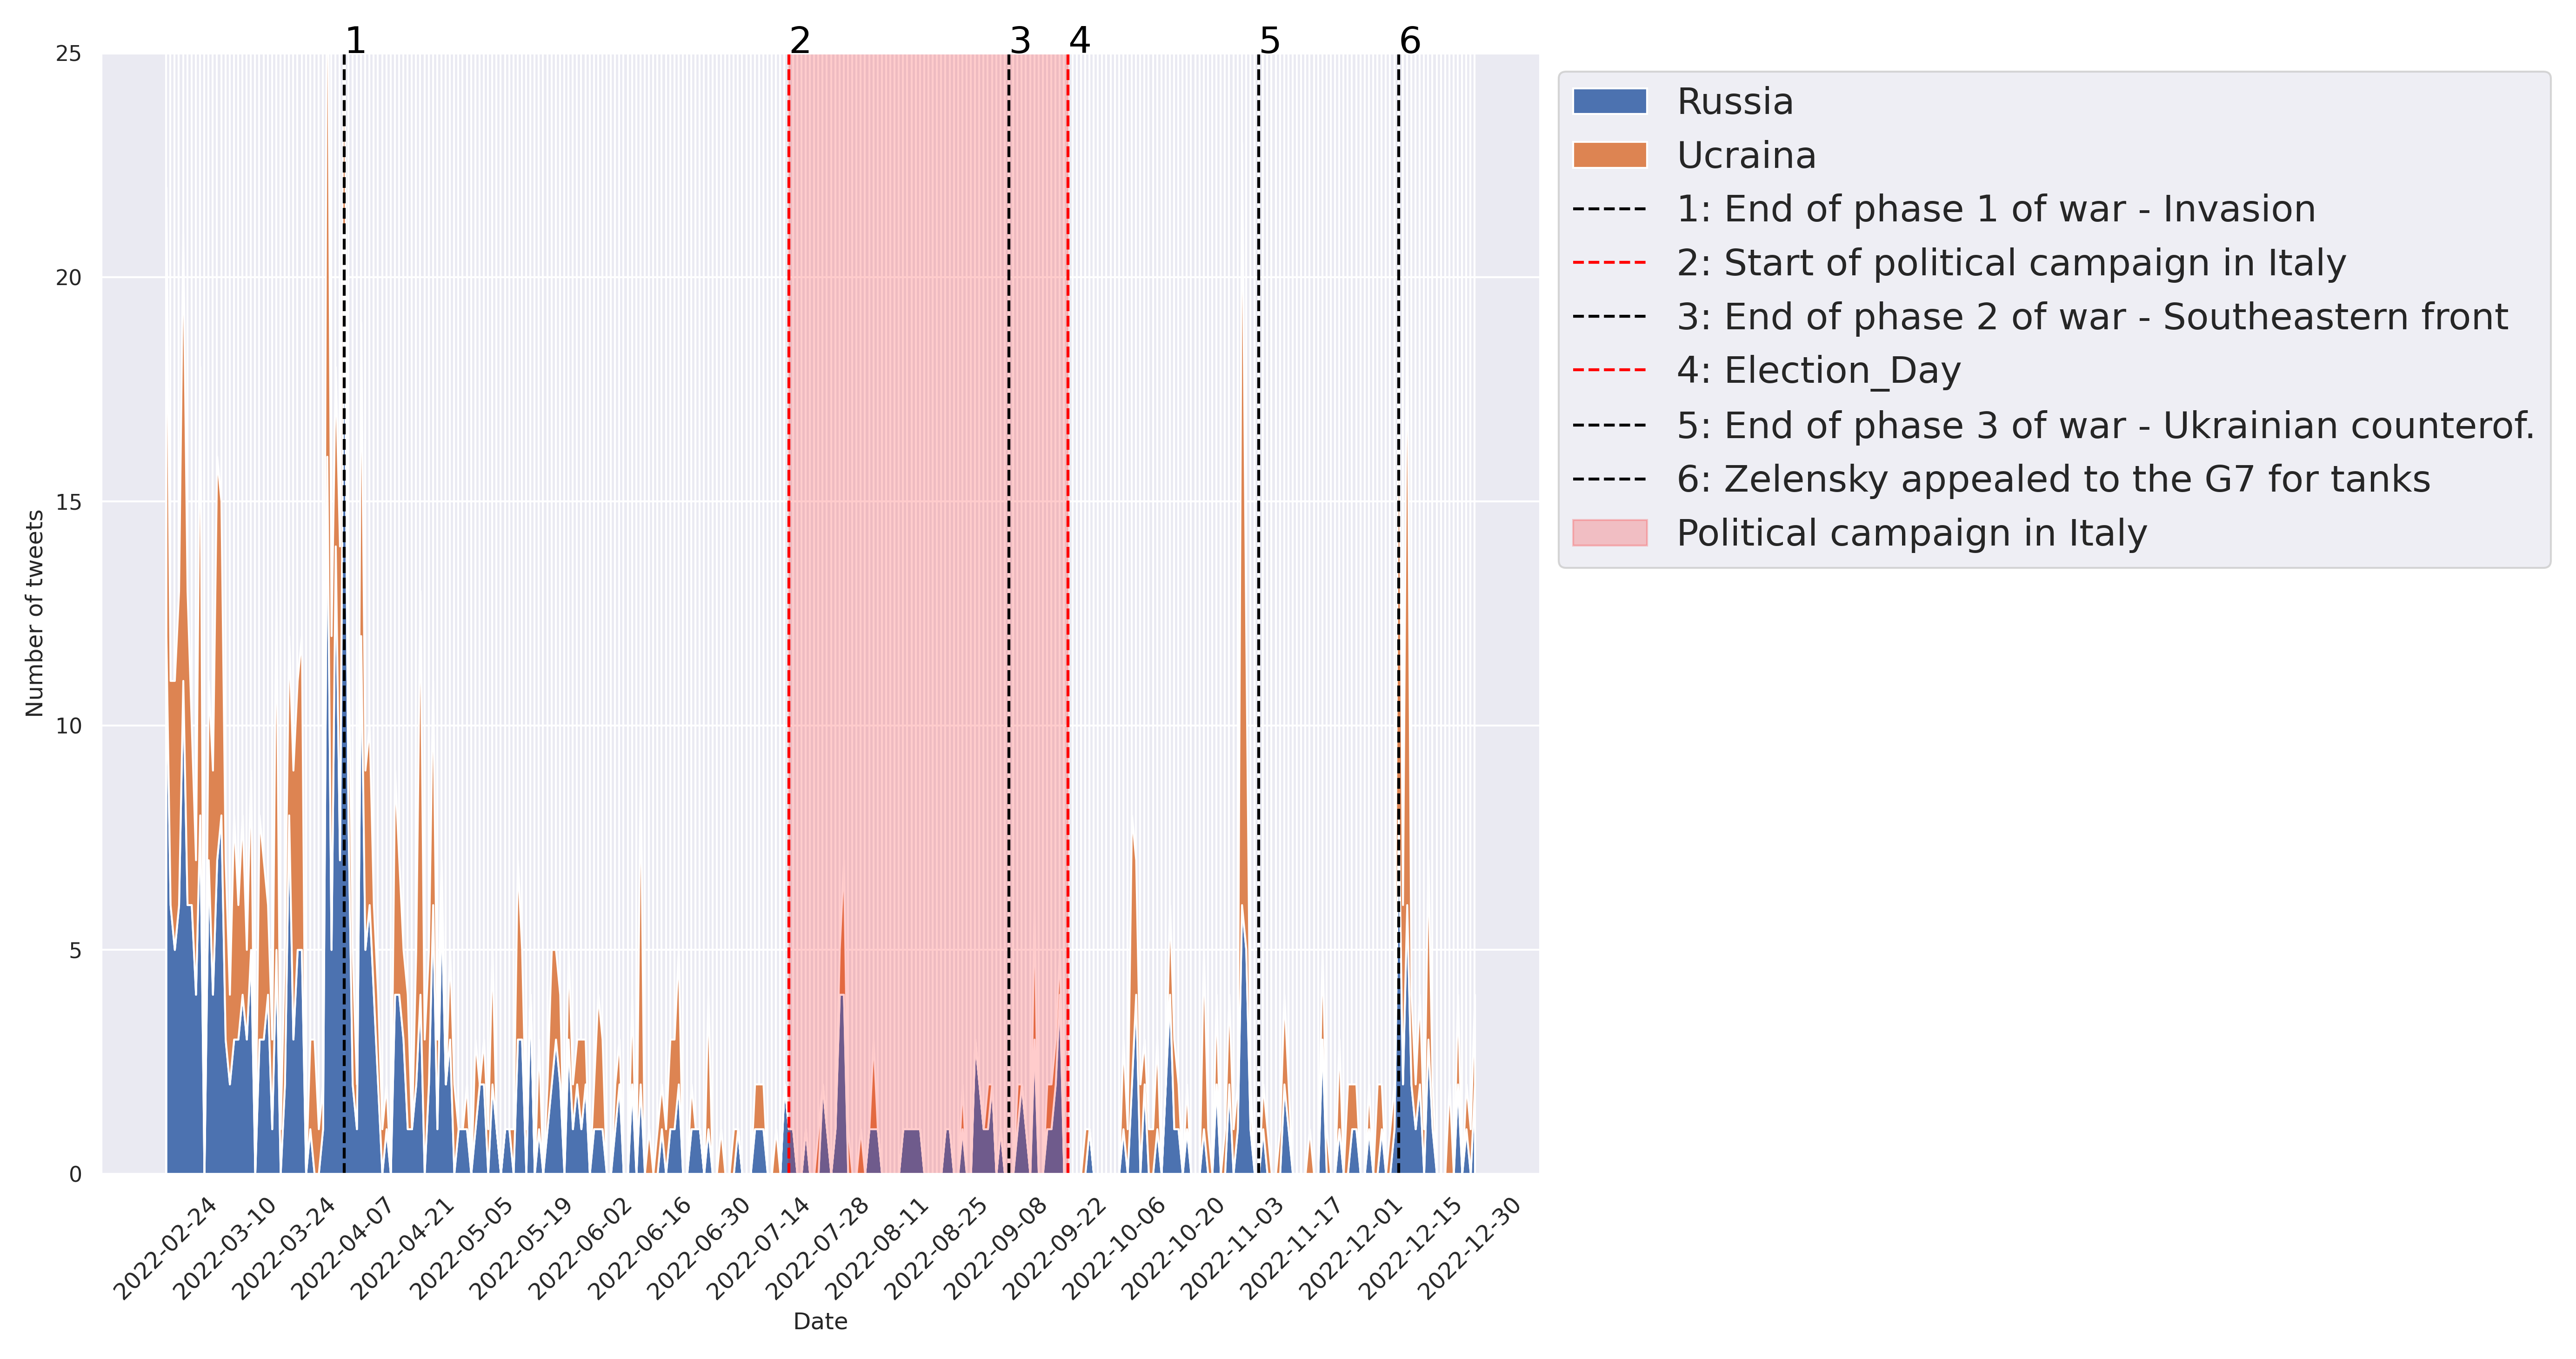 1 2 3 4 5 6
25
20
15
10
5
0
Number of tweets
2022-02-24
2022-03-10
2022-03-24
2022-04-07
2022-04-21
2022-05-05
2022-05-19
2022-06-02
2022-06-16
2022-06-30
2022-07-14
2022-07-28
2022-08-11
2022-08-25
2022-09-08
2022-09-22
2022-10-06
2022-10-20
2022-11-03
2022-11-17
2022-12-01
2022-12-15
2022-12-30
Date
Russia
Ucraina
1: End of phase 1 of war - Invasion
2: Start of political campaign in Italy
3: End of phase 2 of war - Southeastern front
4: Election_Day
5: End of phase 3 of war - Ukrainian counterof.
6: Zelensky appealed to the G7 for tanks
Political campaign in Italy